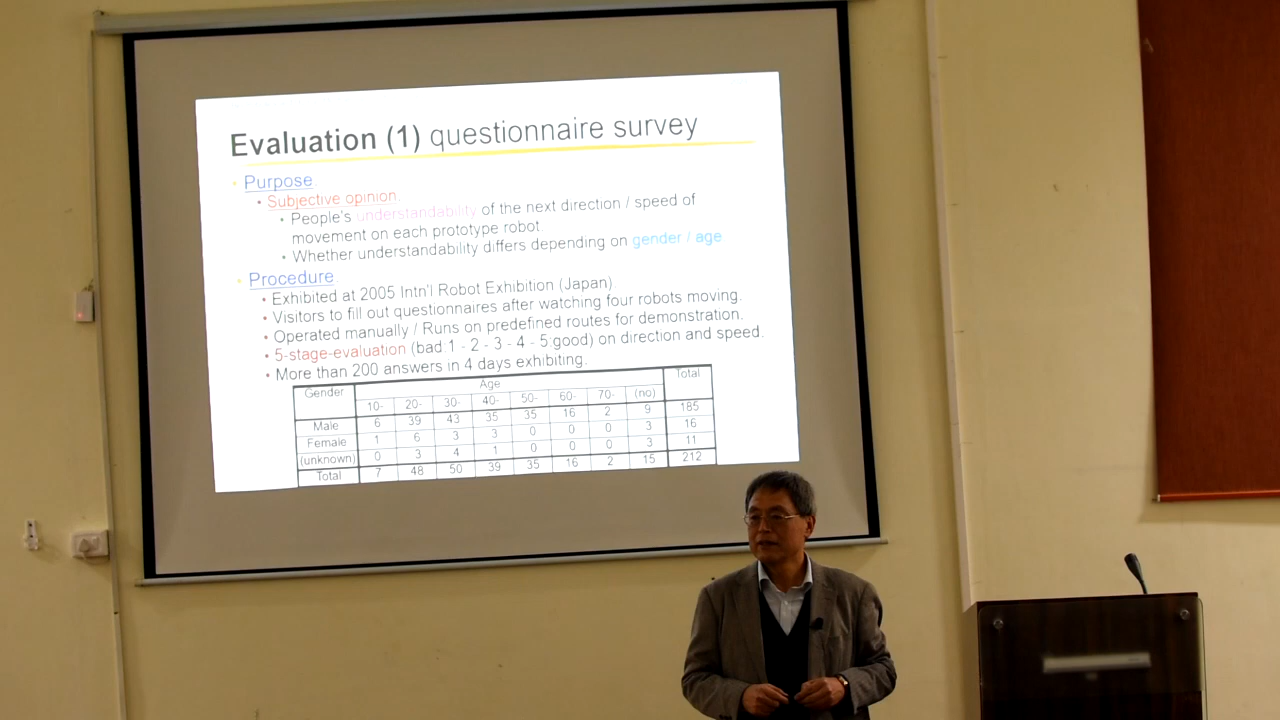 Evaluation (1) questionnaire survey
• Purpose.
• Subjective opinion.
• People's understandability of the next direction / speed of
movement on each prototype robot.
• Whether understandability differs depending on gender / age.
• Procedure.
• Exhibited at 2005 Intn'l Robot Exhibition (Japan).
• Visitors to fill out questionnaires after watching four robots moving.
• Operated manually / Runs on predefined routes for demonstration.
• 5-stage-evaluation (bad:1 - 2 - 3 - 4 - 5:good) on direction and speed.
• More than 200 answers in 4 days exhibiting.
Gender Age Total
10- 20- 30- 40- 50- 60- 70- (no)
Male 6 39 43 35 35 16 2 9 185
Female 1 6 3 3 0 0 0 3 16
(unknown) 0 3 4 1 0 0 0 3 11
Total 7 48 50 39 35 16 2 15 212